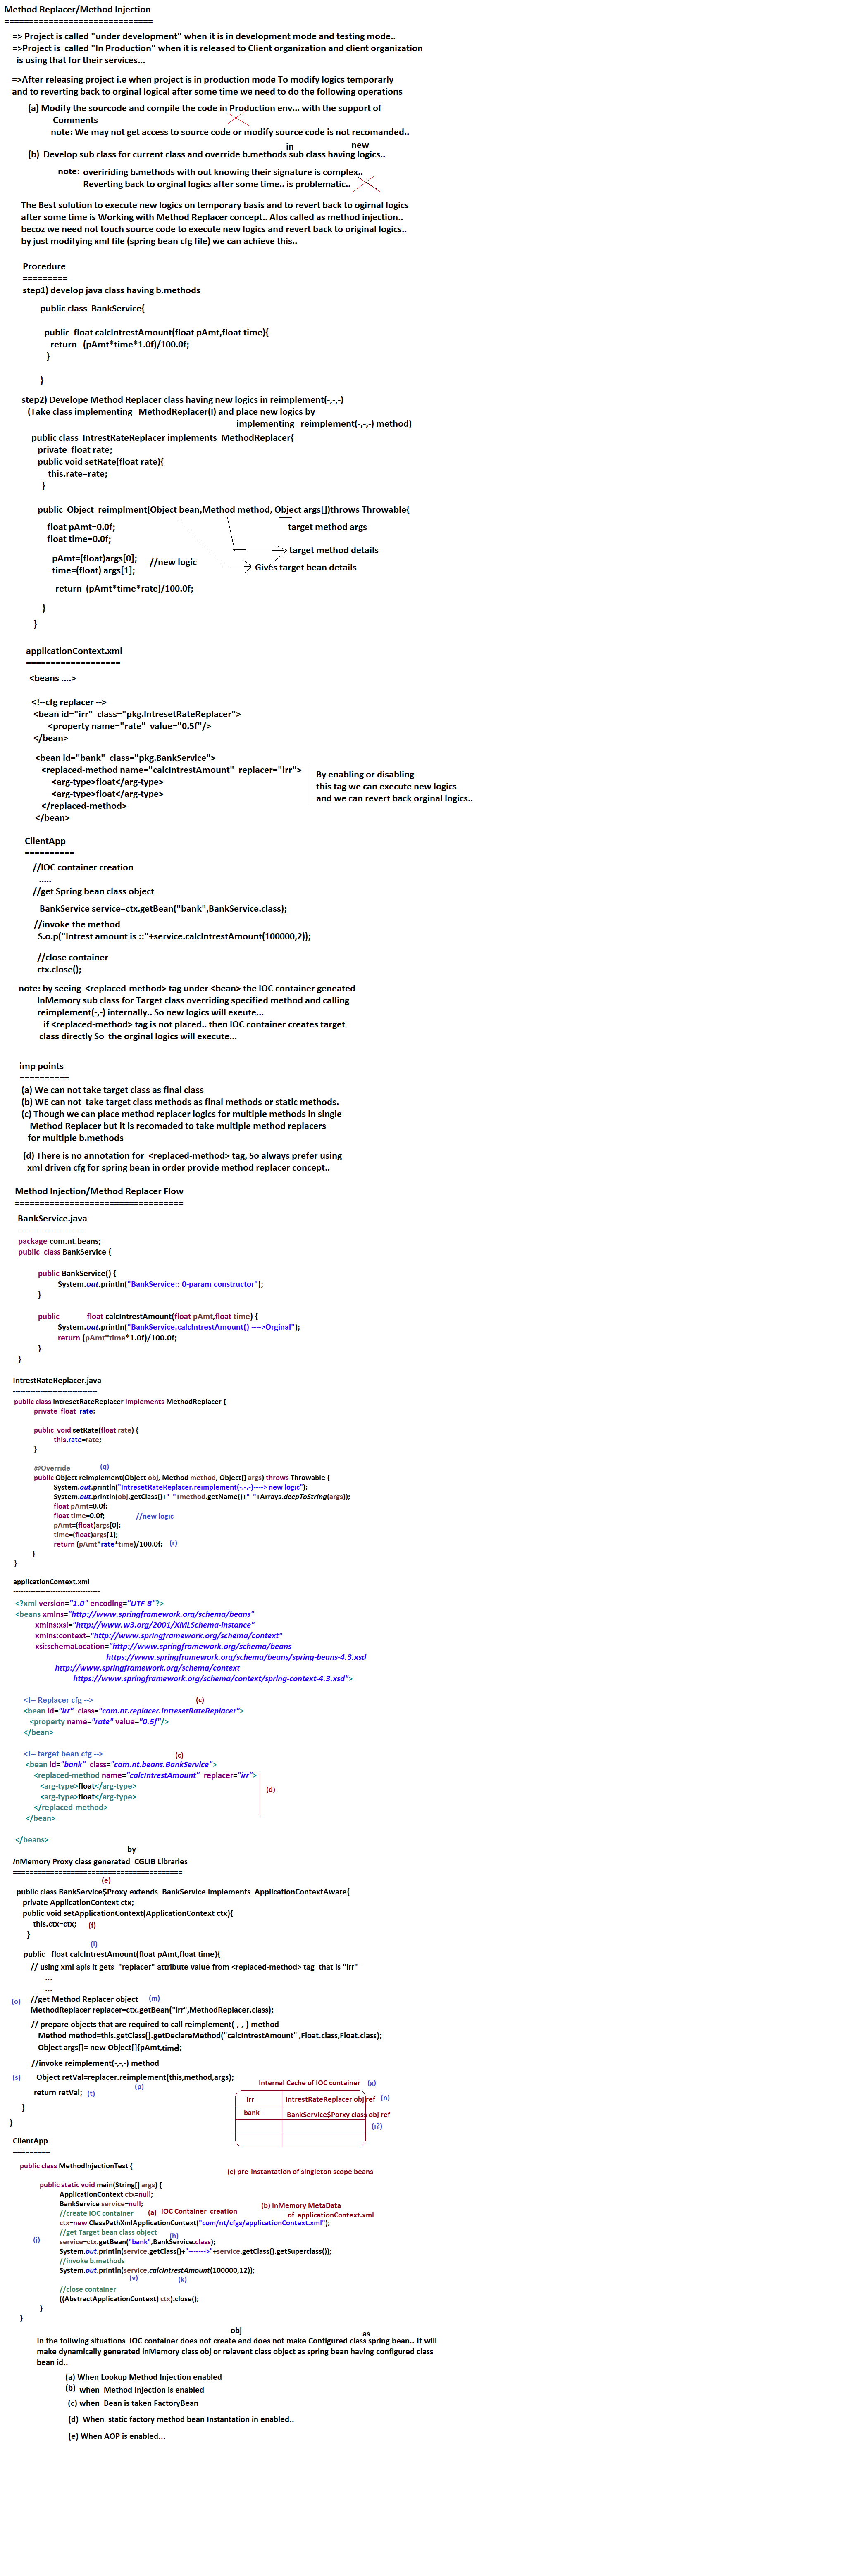 Method Replacer/Method Injection
==============================
=> Project is called "under development" when it is in development mode and testing mode..
=>Project is called "In Production" when it is released to Client organization and client organization
is using that for their services...
=>After releasing project i.e when project is in production mode To modify logics temporarly
and to reverting back to orginal logical after some time we need do the following operations
(a) Modify the sourcode and compile the code in Production env... with the support of
Comments
note: We may not get access to source code or modify source code is not recomanded..
in new
(b) Develop sub class for current class and override b.methods sub class having logics..
note: oveririding b.methods with out knowing their signature is complex..
Reverting back to orginal logics after some time.. is problematic..
The Best solution to execute new logics on temporary basis and to revert back to ogirnal logics
after some time is Working with Method Replacer concept.. Alos called as method injection..
becoz we need not touch source code to execute new logics and revert back to original logics..
by just modifying xml file (spring bean cfg file) we can achieve this..
Procedure
=========
step1) develop java class having b.methods
public class BankService{
public float calcIntrestAmount(float pAmt,float time){
return (pAmt*time*1.0f)/100.0f;
}
}
step2) Develope Method Replacer class having new logics in reimplement(-,-,-)
(Take class implementing MethodReplacer(I) and place new logics by
implementing reimplement(-,-,-) method)
public class IntrestRateReplacer implements MethodReplacer{
private float rate;
public void setRate(float rate){
this.rate=rate;
}
public Object reimplment(Object bean,Method method, Object args[])throws Throwable{
float pAmt=0.0f; target method args
float time=0.0f;
target method details
pAmt=(float)args[0]; //new logic
time=(float) args[1]; Gives target bean details
return (pAmt*time*rate)/100.0f;
}
}
applicationContext.xml
===================
<beans ....>
<!--cfg replacer -->
<bean id="irr" class="pkg.IntresetRateReplacer">
<property name="rate" value="0.5f"/>
</bean>
<bean id="bank" class="pkg.BankService">
<replaced-method name="calcIntrestAmount" replacer="irr">
<arg-type>float</arg-type>
<arg-type>float</arg-type>
</replaced-method>
</bean>
By enabling or disabling
this tag we can execute new logics
and we can revert back orginal logics..
ClientApp
==========
//IOC container creation
.....
//get Spring bean class object
BankService service=ctx.getBean("bank",BankService.class);
//invoke the method
S.o.p("Intrest amount is ::"+service.calcIntrestAmount(100000,2));
//close container
ctx.close();
note: by seeing <replaced-method> tag under <bean> the IOC container geneated
InMemory sub class for Target class overriding specified method and calling
reimplement(-,-) internally.. So new logics will exeute...
if <replaced-method> tag is not placed.. then IOC container creates target
class directly So the orginal logics will execute...
imp points
==========
(a) We can not take target class as final class
(b) WE can not take target class methods as final methods or static methods.
(c) Though we can place method replacer logics for multiple methods in single
Method Replacer but it is recomaded to take multiple method replacers
for multiple b.methods
(d) There is no annotation for <replaced-method> tag, So always prefer using
xml driven cfg for spring bean in order provide method replacer concept..
Method Injection/Method Replacer Flow
==================================
BankService.java
-----------------------
package com.nt.beans;
public class BankService {
public BankService() {
System.out.println("BankService:: 0-param constructor");
}
public float calcIntrestAmount(float pAmt,float time) {
System.out.println("BankService.calcIntrestAmount() ---->Orginal");
return (pAmt*time*1.0f)/100.0f;
}
}
IntrestRateReplacer.java
---------------------------------
public class IntresetRateReplacer implements MethodReplacer {
private float rate;
public void setRate(float rate) {
this.rate=rate;
}
@Override (q)
public Object reimplement(Object obj, Method method, Object[] args) throws Throwable {
System.out.println("IntresetRateReplacer.reimplement(-,-,-)----> new logic");
System.out.println(obj.getClass()+" "+method.getName()+" "+Arrays.deepToString(args));
float pAmt=0.0f;
float time=0.0f; //new logic
pAmt=(float)args[0];
time=(float)args[1];
return (pAmt*rate*time)/100.0f; (r)
}
}
applicationContext.xml
----------------------------------
<?xml version="1.0" encoding="UTF-8"?>
<beans xmlns="http://www.springframework.org/schema/beans"
xmlns:xsi="http://www.w3.org/2001/XMLSchema-instance"
xmlns:context="http://www.springframework.org/schema/context"
xsi:schemaLocation="http://www.springframework.org/schema/beans
https://www.springframework.org/schema/beans/spring-beans-4.3.xsd
http://www.springframework.org/schema/context
https://www.springframework.org/schema/context/spring-context-4.3.xsd">
<!-- Replacer cfg --> (c)
<bean id="irr" class="com.nt.replacer.IntresetRateReplacer">
<property name="rate" value="0.5f"/>
</bean>
<!-- target bean cfg --> (c)
<bean id="bank" class="com.nt.beans.BankService">
<replaced-method name="calcIntrestAmount" replacer="irr">
<arg-type>float</arg-type> (d)
<arg-type>float</arg-type>
</replaced-method>
</bean>
</beans>
by
InMemory Proxy class generated CGLIB Libraries
==========================================
(e)
public class BankService$Proxy extends BankService implements ApplicationContextAware{
private ApplicationContext ctx;
public void setApplicationContext(ApplicationContext ctx){
this.ctx=ctx; (f)
}
(l)
public float calcIntrestAmount(float pAmt,float time){
// using xml apis it gets "replacer" attribute value from <replaced-method> tag that is "irr"
...
...
(o) //get Method Replacer object (m)
MethodReplacer replacer=ctx.getBean("irr",MethodReplacer.class);
// prepare objects that are required to call reimplement(-,-,-) method
Method method=this.getClass().getDeclareMethod("calcIntrestAmount" ,Float.class,Float.class);
Object args[]= new Object[]{pAmt,time};
//invoke reimplement(-,-,-) method
(s) Object retVal=replacer.reimplement(this,method,args);
(p)
return retVal; (t)
}
}
Internal Cache of IOC container (g)
irr IntrestRateReplacer obj ref (n)
bank BankService$Porxy class obj ref
(i?)
ClientApp
=========
public class MethodInjectionTest {
(c) pre-instantation of singleton scope beans
public static void main(String[] args) {
ApplicationContext ctx=null;
BankService service=null; (b) InMemory MetaData
//create IOC container (a) IOC Container creation of applicationContext.xml
ctx=new ClassPathXmlApplicationContext("com/nt/cfgs/applicationContext.xml");
//get Target bean class object (h)
(j) service=ctx.getBean("bank",BankService.class);
System.out.println(service.getClass()+"------->"+service.getClass().getSuperclass());
//invoke b.methods
System.out.println(service.calcIntrestAmount(100000,12));
(v) (k)
//close container
((AbstractApplicationContext) ctx).close();
}
}
obj as
In the follwing situations IOC container does not create and does not make Configured class spring bean.. It will
make dynamically generated inMemory class obj or relavent class object as spring bean having configured class
bean id..
(a) When Lookup Method Injection enabled
(b) when Method Injection is enabled
(c) when Bean is taken FactoryBean
(d) When static factory method bean Instantation in enabled..
(e) When AOP is enabled...